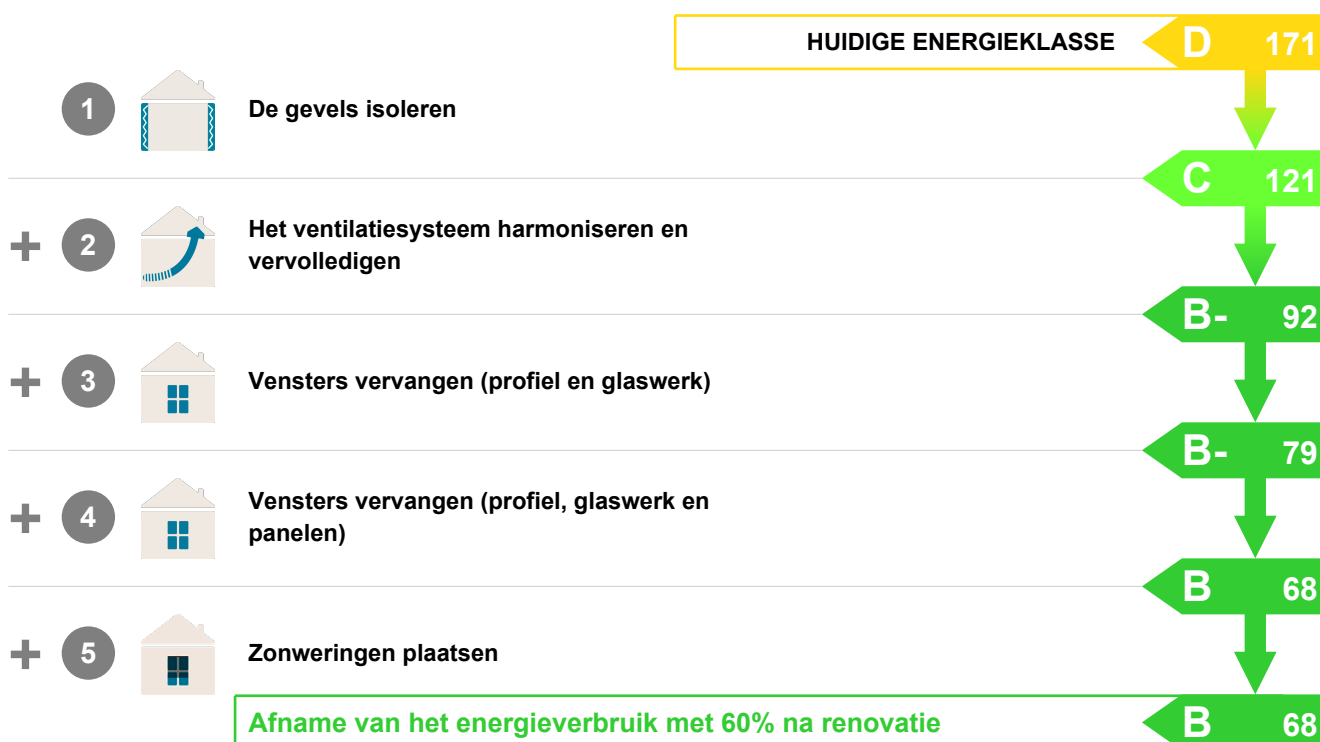 HUIDIGE ENERGIEKLASSE D 171
1 De gevels isoleren
C 121
+ 2 Het ventilatiesysteem harmoniseren en
vervolledigen
B- 92
+ 3 Vensters vervangen (profiel en glaswerk)
B- 79
+ 4 Vensters vervangen (profiel, glaswerk en
panelen)
B 68
+ 5 Zonweringen plaatsen
Afname van het energieverbruik met 60% na renovatie B 68